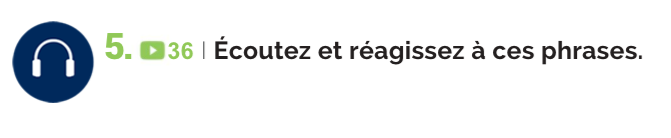 5. 36 | Écoutez et réagissez à ces phrases.